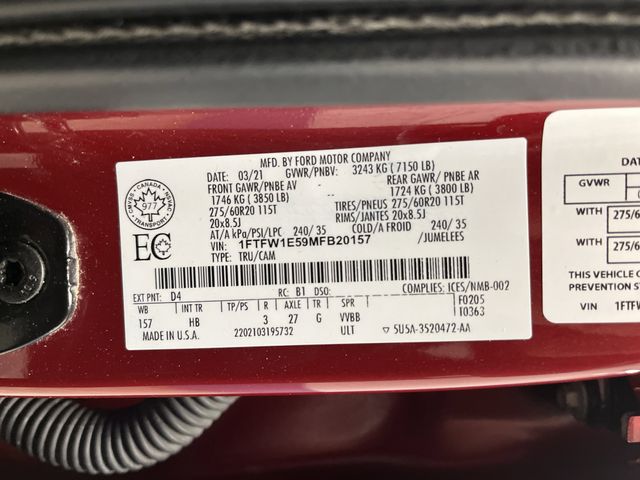 MFD. BY FORD MOTOR COMPANY
DATE: 03/21 GVWR/PNBV: 3243 KG ( 7150 LB)
FRONT GAWR/PNBE AV REAR GAWR/PNBE AR
1746 KG ( 3850 LB) 1724 KG ( 3800 LB)
275/60R20 115T TIRES/PNEUS 275/60R20 115T
20x8.5J RIMS/JANTES 20x8.5J
AT/A kPa/PSI/LPC 240/ 35 COLD/A FROID 240/ 35
1FTFW1E59MFB20157 /JUMELEES
TYPE: TRU/CAM
CANADA
977
TRANSPORT
EC
EXT PNT: D4 RC: B1 DSO: COMPLIES: ICES/NMB-002
WB INT TR TP/PS R AXLE TR SPR F0205
157 HB 3 27 G VVBB 10363
MADE IN U.S.A. 2202103195732 ULT ▽ SU5A-3520472-AA
DAT
GVWR
WITH 275/6
WITH 275/6
THIS VEHICLE C
PREVENTION S
VIN 1FTFW